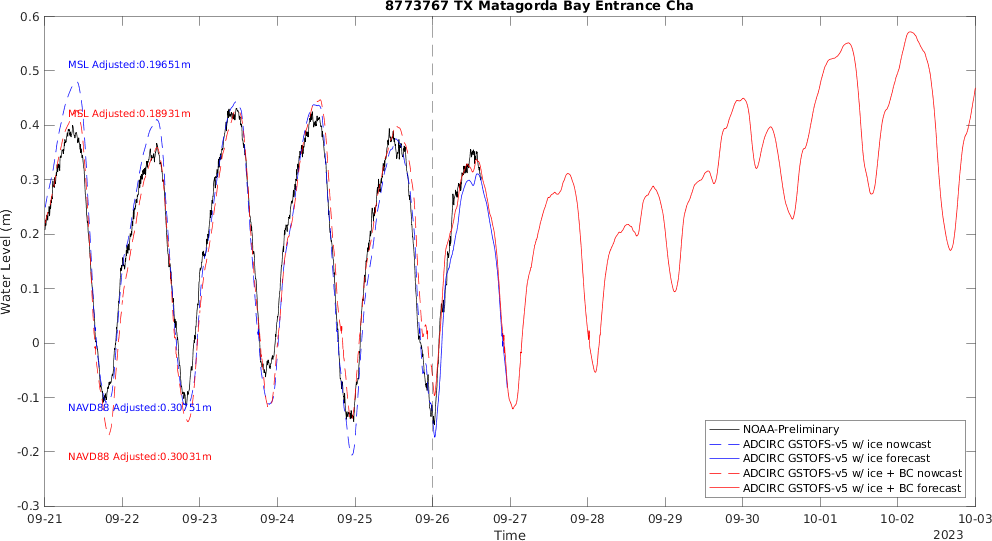 8773767 TX Matagorda Bay Entrance Cha
0.6
0.5
0.4
0.3
0.2
0.1
0
-0.1
-0.2
-0.3
Water Level (m)
MSL Adjusted:0.19651m
MSL Adjusted:0.18931m
NAVD88 Adjusted:0.30751m
NAVD88 Adjusted:0.30031m
NOAA-Preliminary
ADCIRC GSTOFS-v5 w/ ice nowcast
ADCIRC GSTOFS-v5 w/ ice forecast
ADCIRC GSTOFS-v5 w/ ice + BC nowcast
ADCIRC GSTOFS-v5 w/ ice + BC forecast
09-21 09-22 09-23 09-24 09-25 09-26 09-27 09-28 09-29 09-30 10-01 10-02 10-03
Time
2023